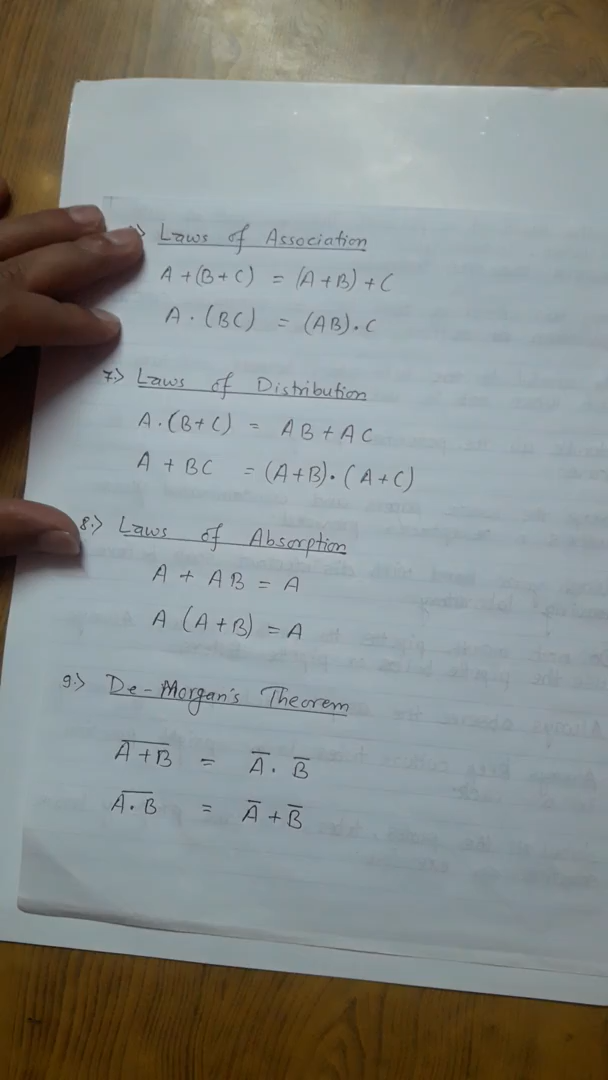 Laws of Association
A + (B + C) = (A + B) + C
A · (BC) = (AB) · C
7.> Laws of Distribution
A · (B + C) = AB + AC
A + BC = (A + B) · (A + C)
8.> Laws of Absorption
A + AB = A
A (A + B) = A
9.> De-Morgan's Theorem
A̅ ̅+̅ ̅B̅ = A̅ · B̅
A̅ ̅·̅ ̅B̅ = A̅ + B̅